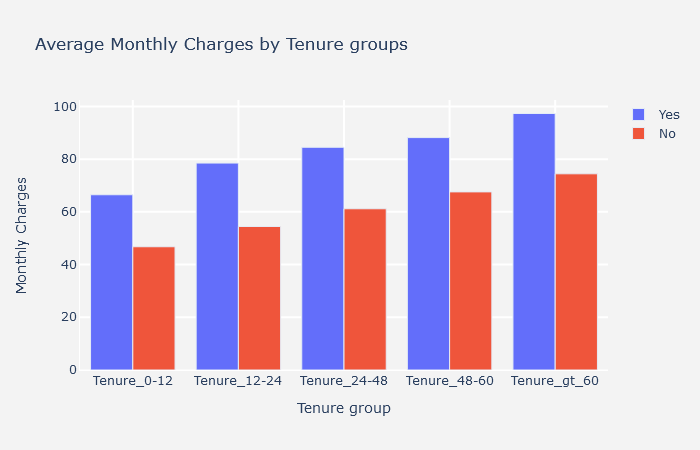 Average Monthly Charges by Tenure groups
Yes
No
Monthly Charges
100
80
60
40
20
0
Tenure_0-12
Tenure_12-24
Tenure_24-48
Tenure_48-60
Tenure_gt_60
Tenure group